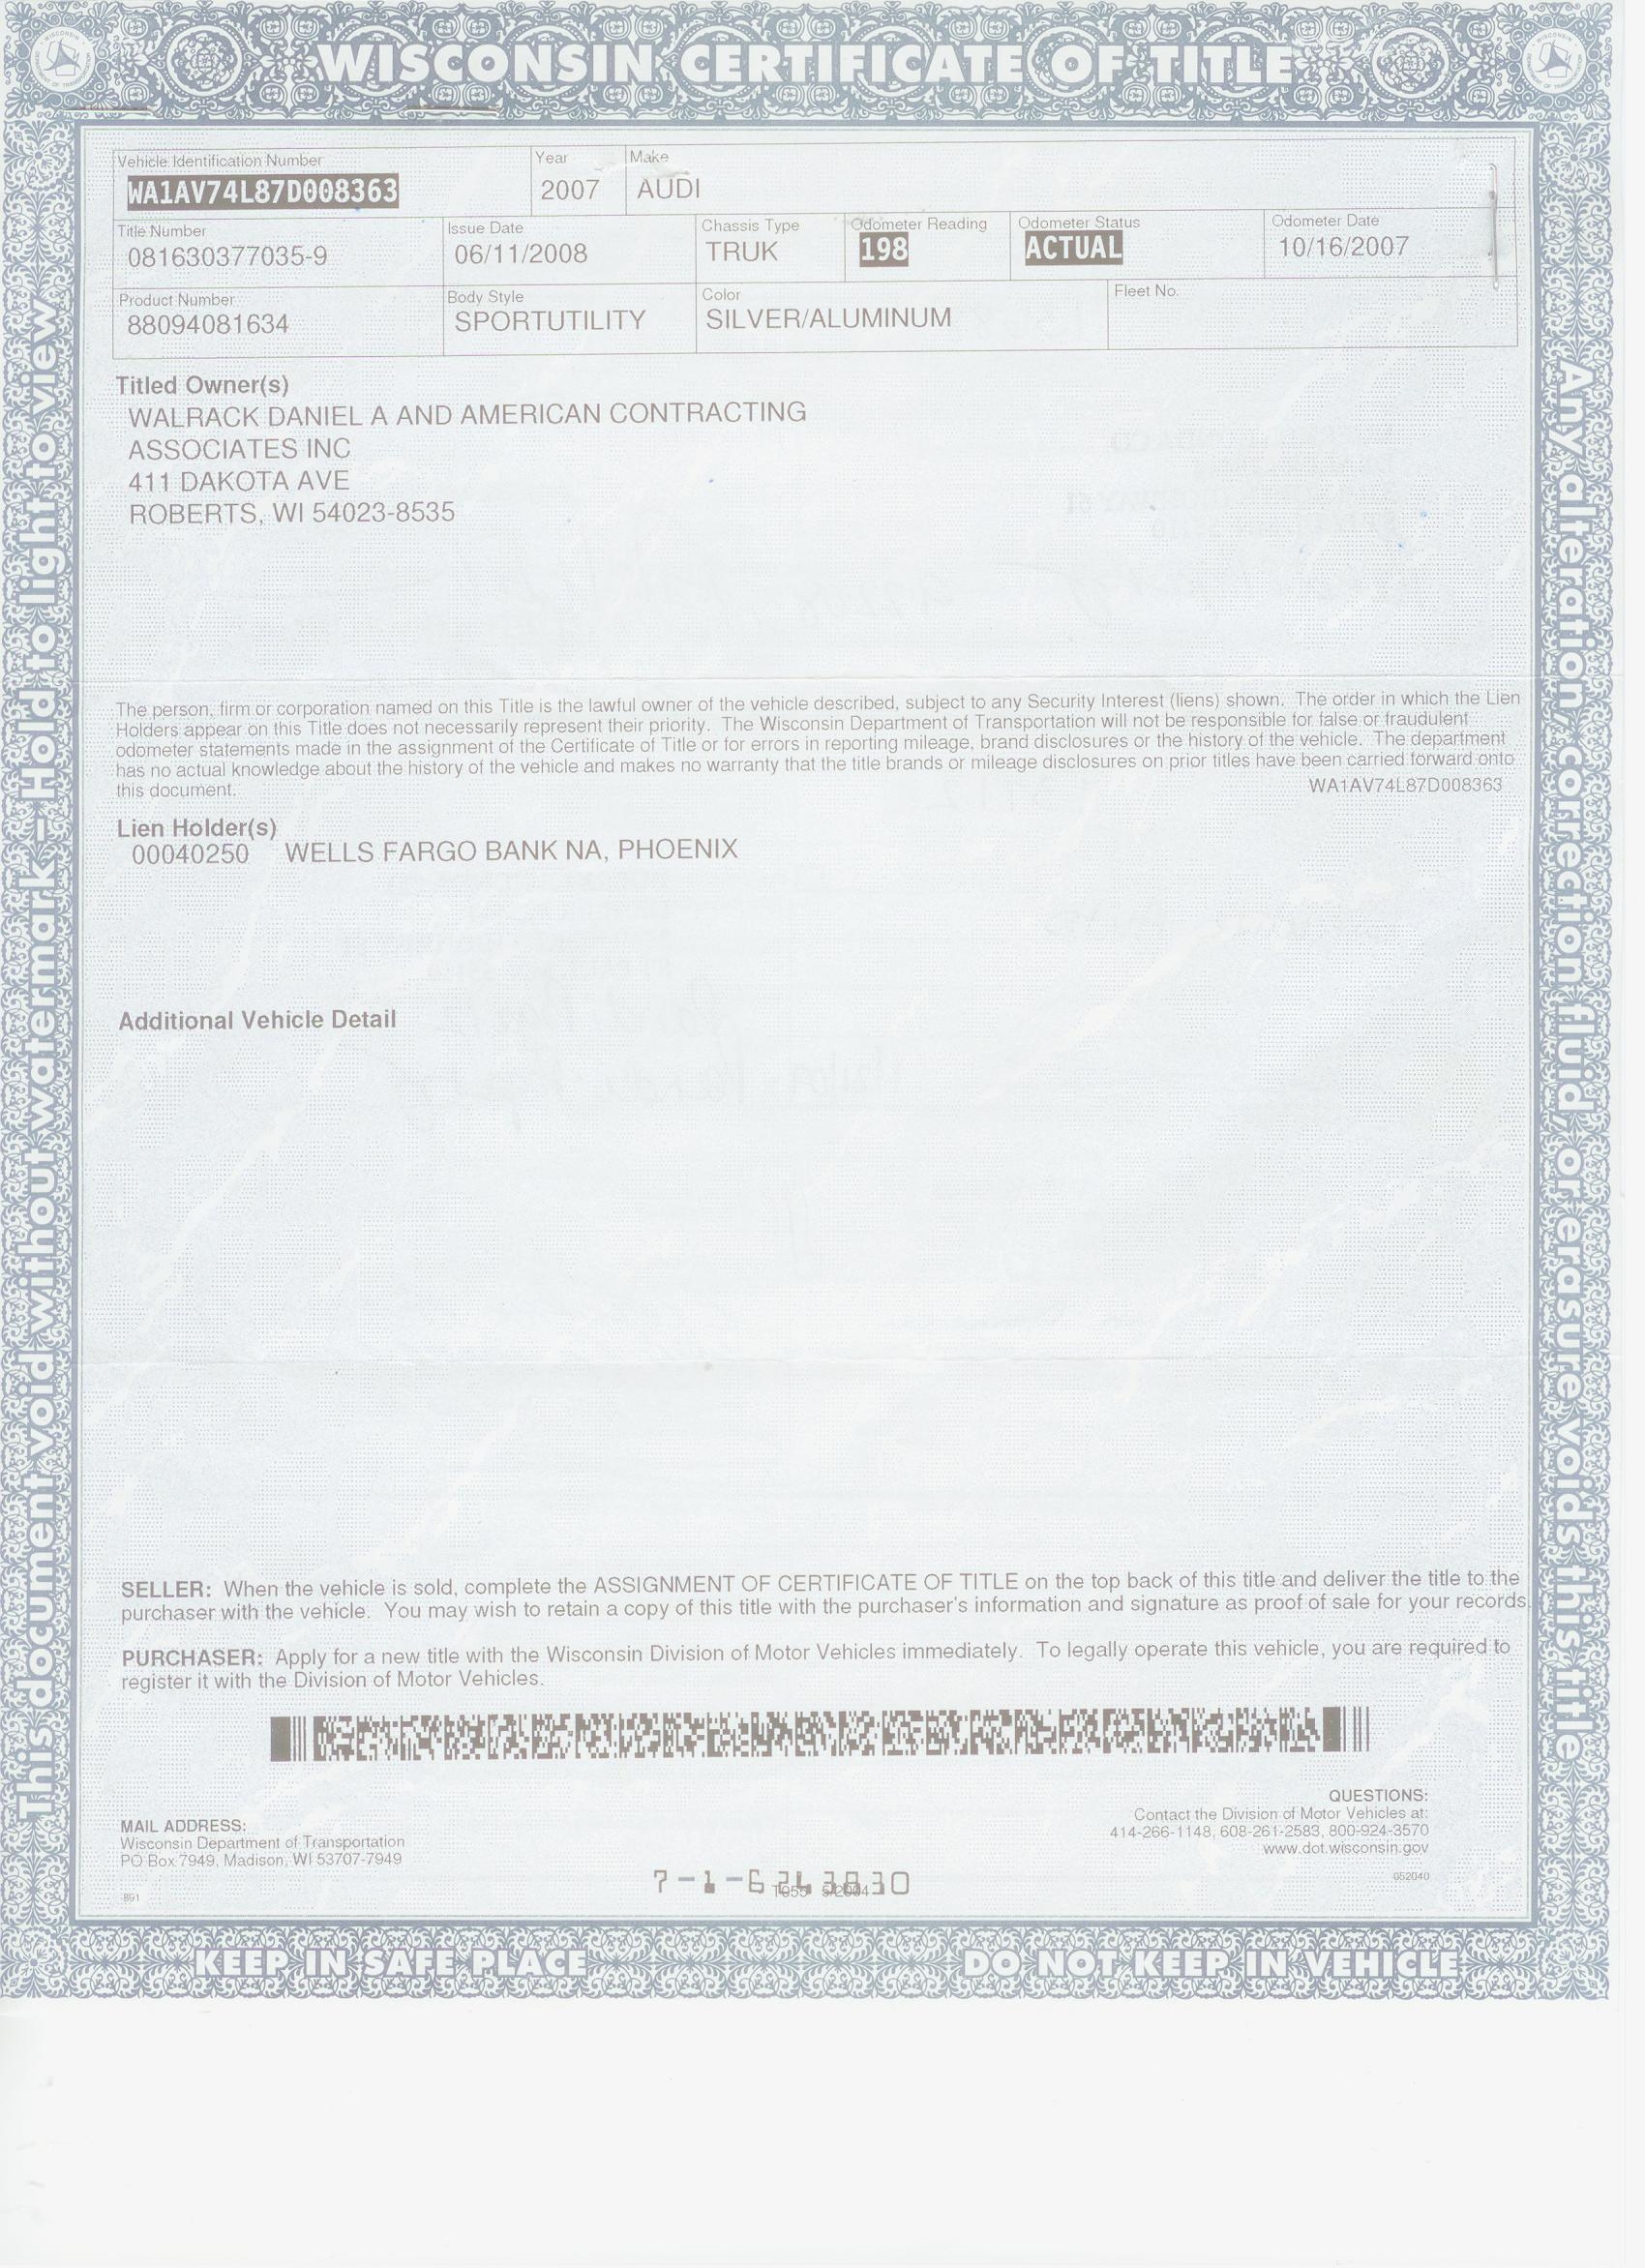 WISCONSIN CERTIFICATE OF TITLE
Vehicle Identification Number
WA1AV74L87D008363
Year
2007
Make
AUDI
Title Number
081630377035-9
Issue Date
06/11/2008
Chassis Type
TRUK
Odometer Reading
198
Odometer Status
ACTUAL
Odometer Date
10/16/2007
Product Number
88094081634
Body Style
SPORTUTILITY
Color
SILVER/ALUMINUM
Fleet No.
Titled Owner(s)
WALRACK DANIEL A AND AMERICAN CONTRACTING
ASSOCIATES INC
411 DAKOTA AVE
ROBERTS, WI 54023-8535
The person, firm or corporation named on this Title is the lawful owner of the vehicle described, subject to any Security Interest (liens) shown. The order in which the Lien
Holders appear on this Title does not necessarily represent their priority. The Wisconsin Department of Transportation will not be responsible for false or fraudulent
odometer statements made in the assignment of the Certificate of Title or for errors in reporting mileage, brand disclosures or the history of the vehicle. The department
has no actual knowledge about the history of the vehicle and makes no warranty that the title brands or mileage disclosures on prior titles have been carried forward onto
this document.
WA1AV74L87D008363
Lien Holder(s)
00040250 WELLS FARGO BANK NA, PHOENIX
Additional Vehicle Detail
SELLER: When the vehicle is sold, complete the ASSIGNMENT OF CERTIFICATE OF TITLE on the top back of this title and deliver the title to the
purchaser with the vehicle. You may wish to retain a copy of this title with the purchaser's information and signature as proof of sale for your records.
PURCHASER: Apply for a new title with the Wisconsin Division of Motor Vehicles immediately. To legally operate this vehicle, you are required to
register it with the Division of Motor Vehicles.
MAIL ADDRESS:
Wisconsin Department of Transportation
PO Box 7949, Madison, WI 53707-7949
QUESTIONS:
Contact the Division of Motor Vehicles at:
414-266-1148, 608-261-2583, 800-924-3570
www.dot.wisconsin.gov
052040
891
KEEP IN SAFE PLACE
DO NOT KEEP IN VEHICLE
This document void without watermark – Hold to light to view
Any alteration, correction fluid, or erasure voids this title